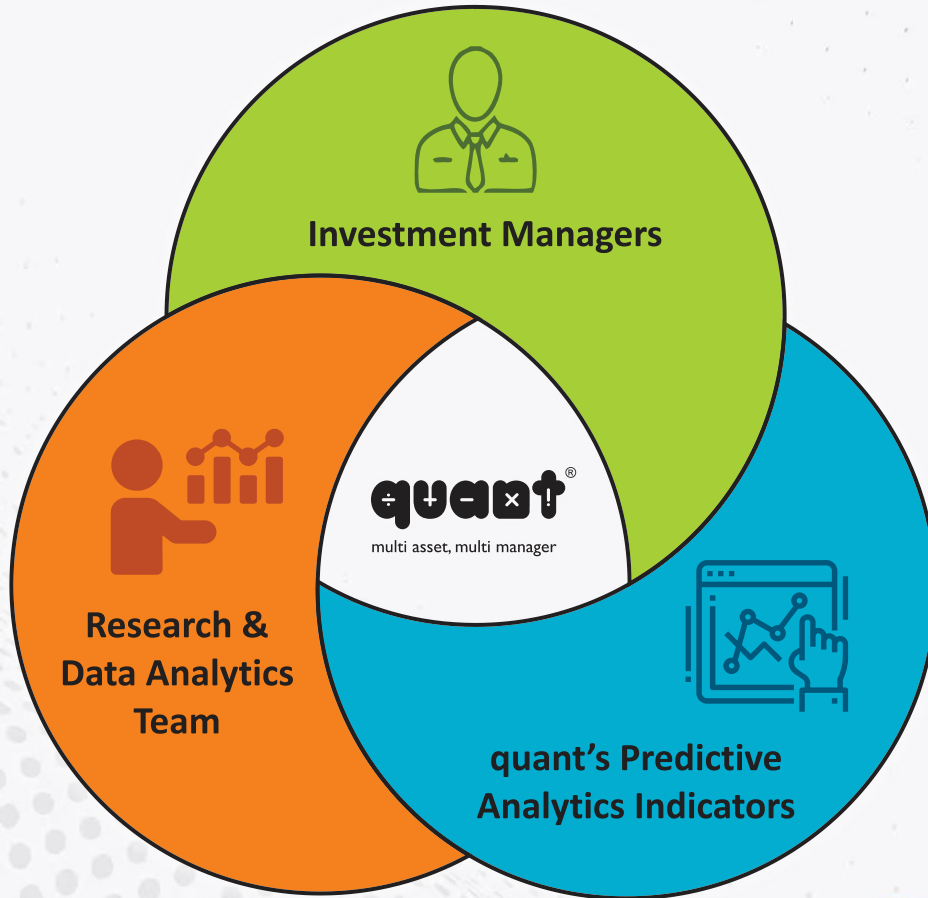 Investment Managers
quant®
multi asset, multi manager
Research &
Data Analytics
Team
quant’s Predictive
Analytics Indicators